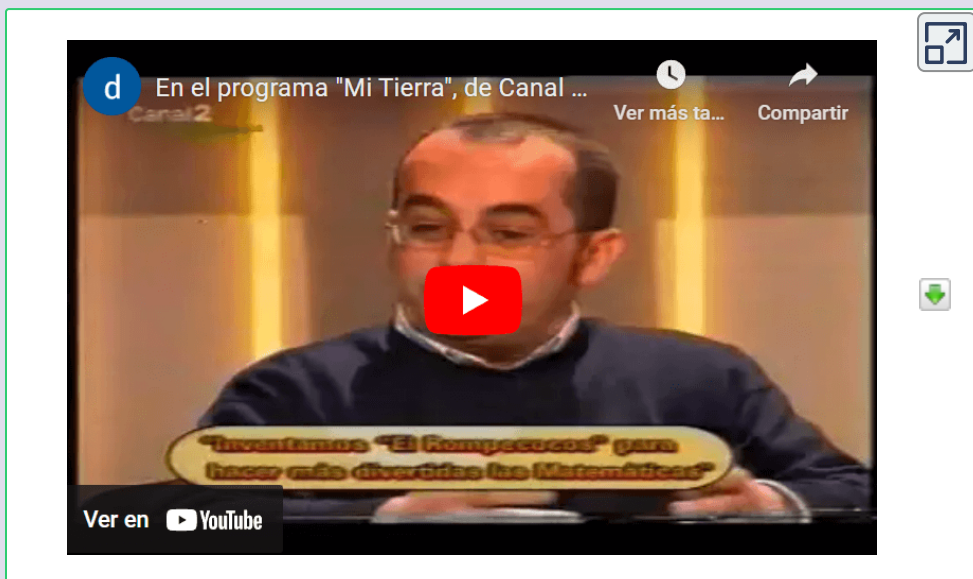 d
En el programa "Mi Tierra", de Canal ...
Ver más ta...
Compartir
Canal2
"Inventamos "El Rompecocos" para
hacer más divertidas las Matemáticas"
Ver en YouTube